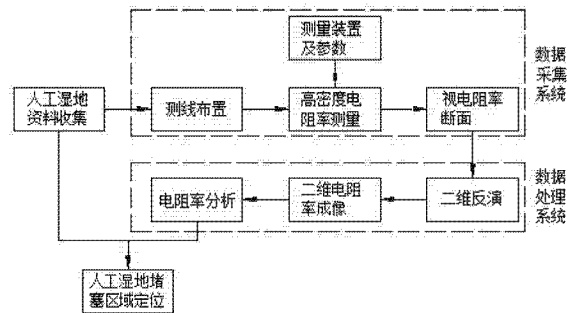 测量装置
及参数
数据
采集
系统
人工湿地
资料收集
测线布置
高密度电
阻率测量
视电阻率
断面
电阻率分析
二维电阻
率成像
二维反演
数据
处理
系统
人工湿地堵
塞区域定位